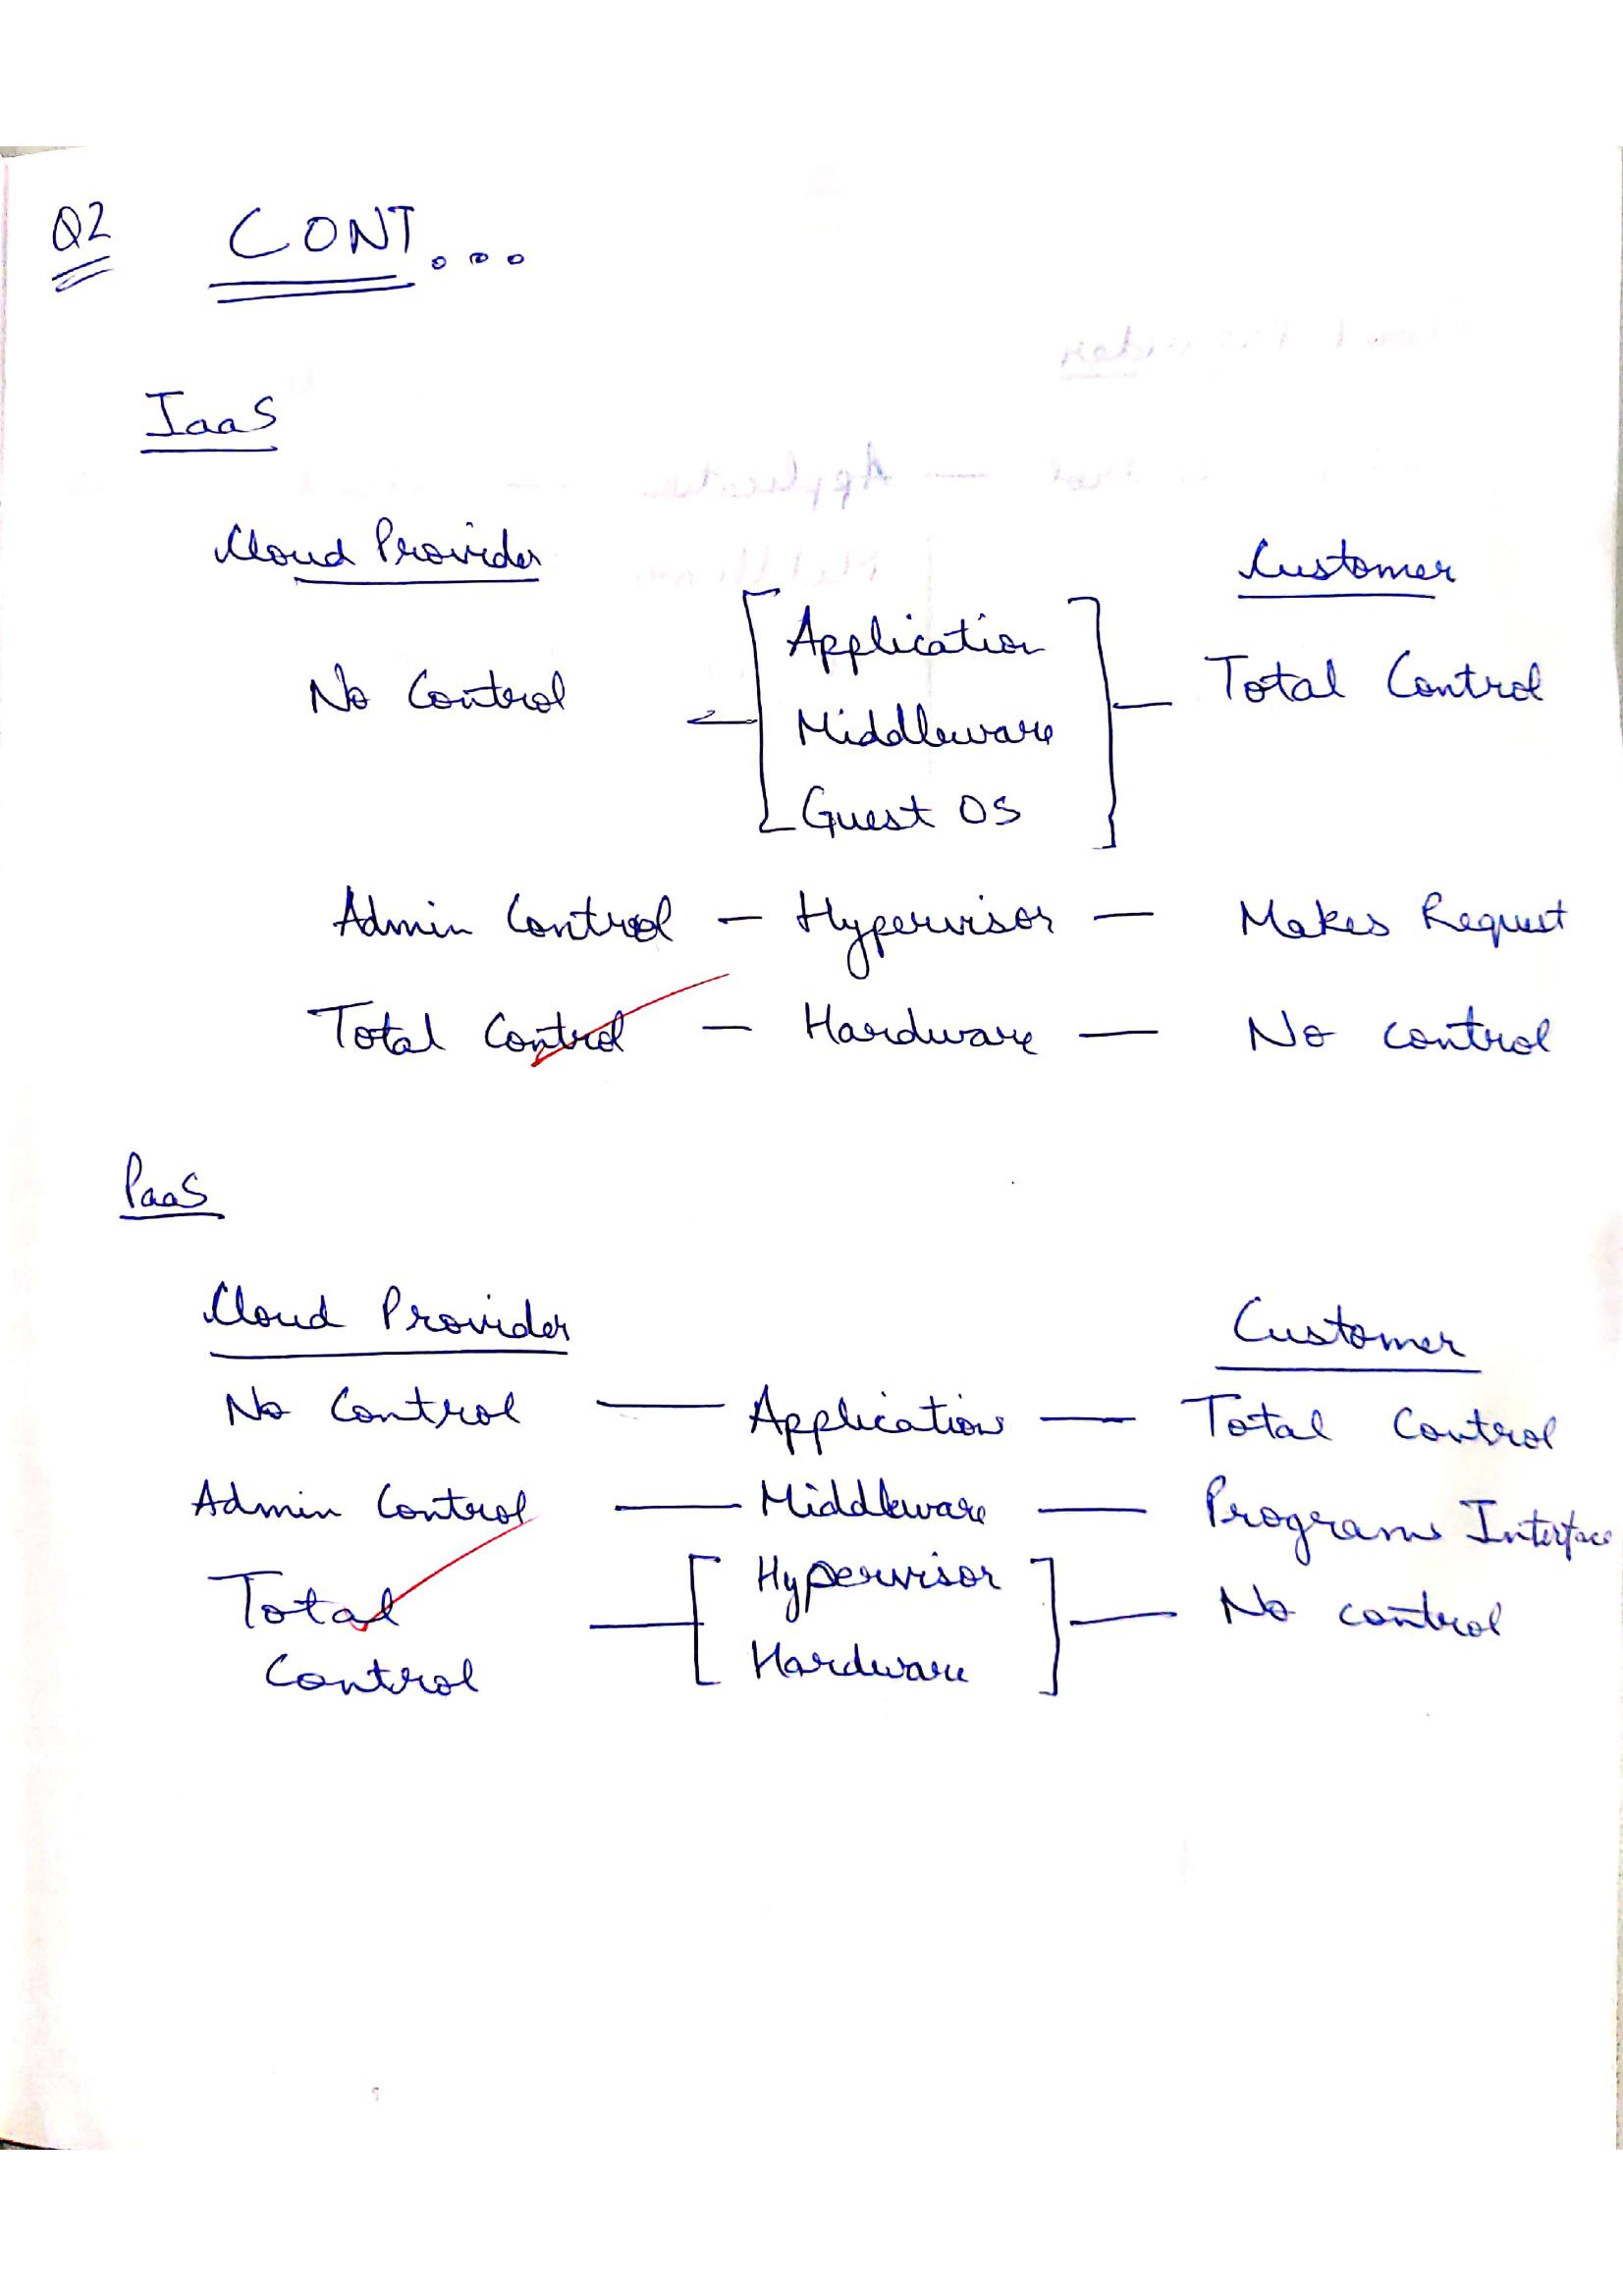 Q2 CONT...
IaaS
Cloud Provider Customer
No Control Application Total Control
Middleware
Guest OS
Admin Control — Hypervisor — Makes Request
Total Control — Hardware — No control
PaaS
Cloud Provider Customer
No Control — Application — Total Control
Admin Control — Middleware — Programs Interface
Total Control Hypervisor No control
Hardware